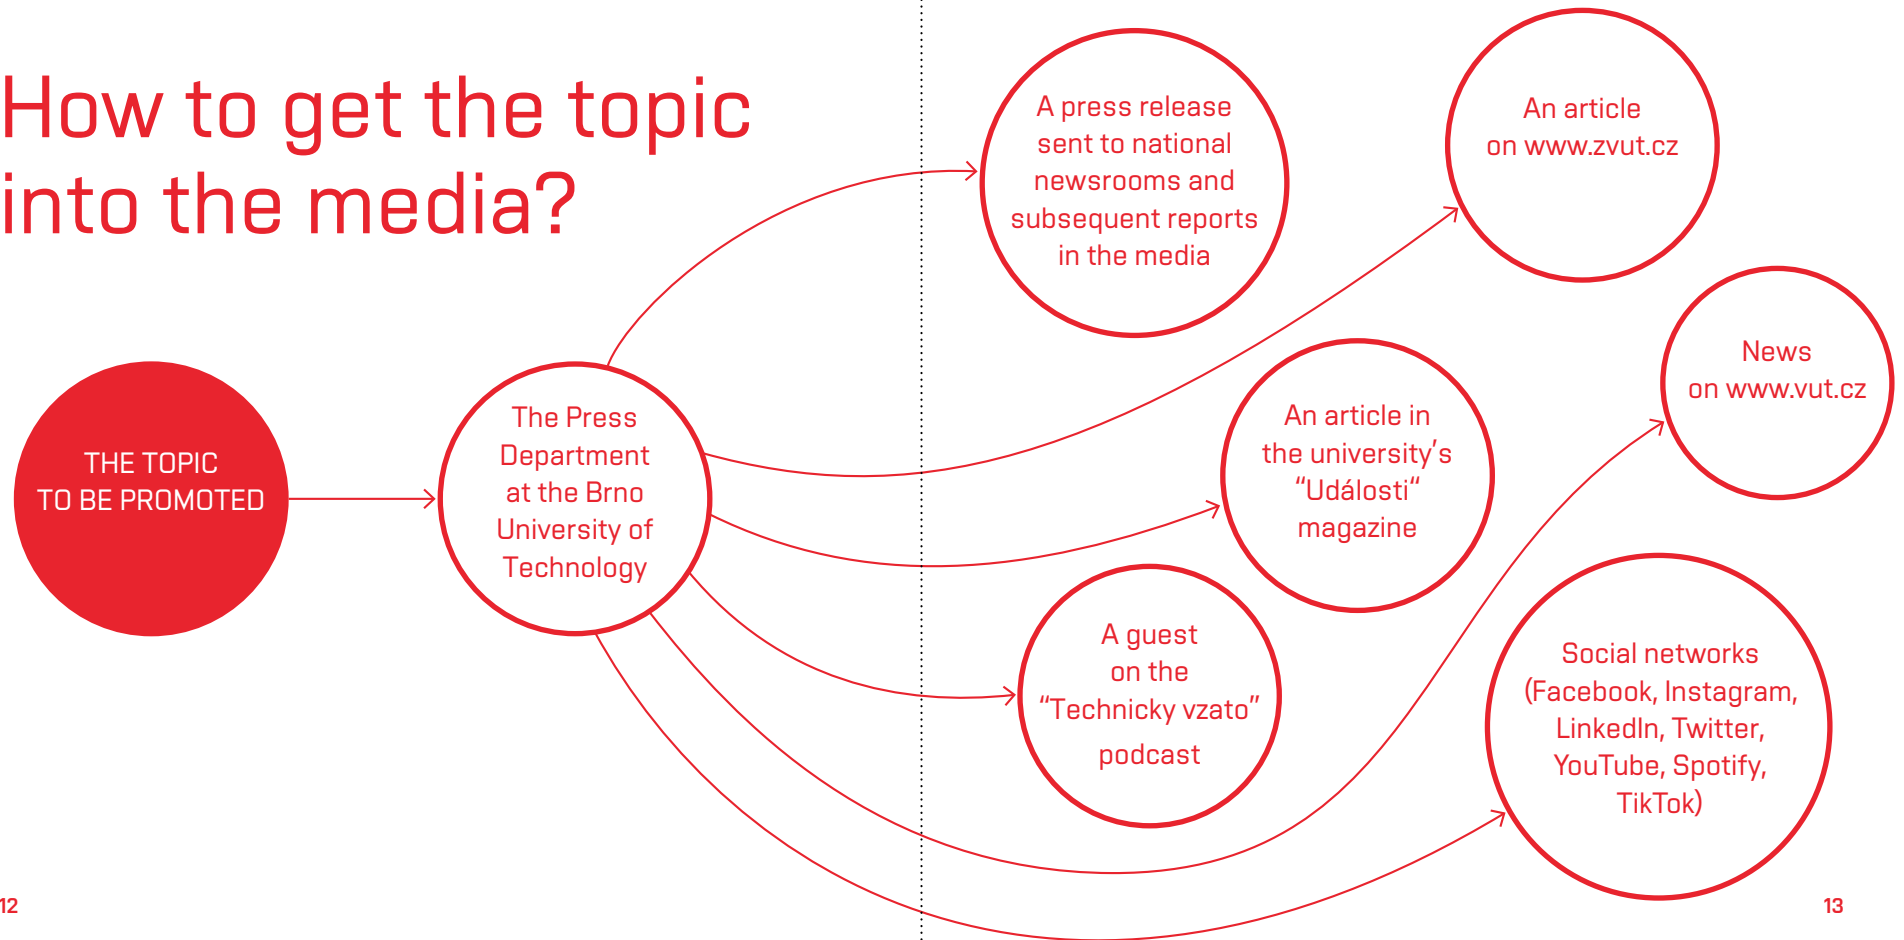 How to get the topic
into the media?
THE TOPIC
TO BE PROMOTED
The Press
Department
at the Brno
University of
Technology
A press release
sent to national
newsrooms and
subsequent reports
in the media
An article
on www.zvut.cz
An article in
the university's
“Události“
magazine
News
on www.vut.cz
A guest
on the
“Technicky vzato”
podcast
Social networks
(Facebook, Instagram,
LinkedIn, Twitter,
YouTube, Spotify,
TikTok)
12
13